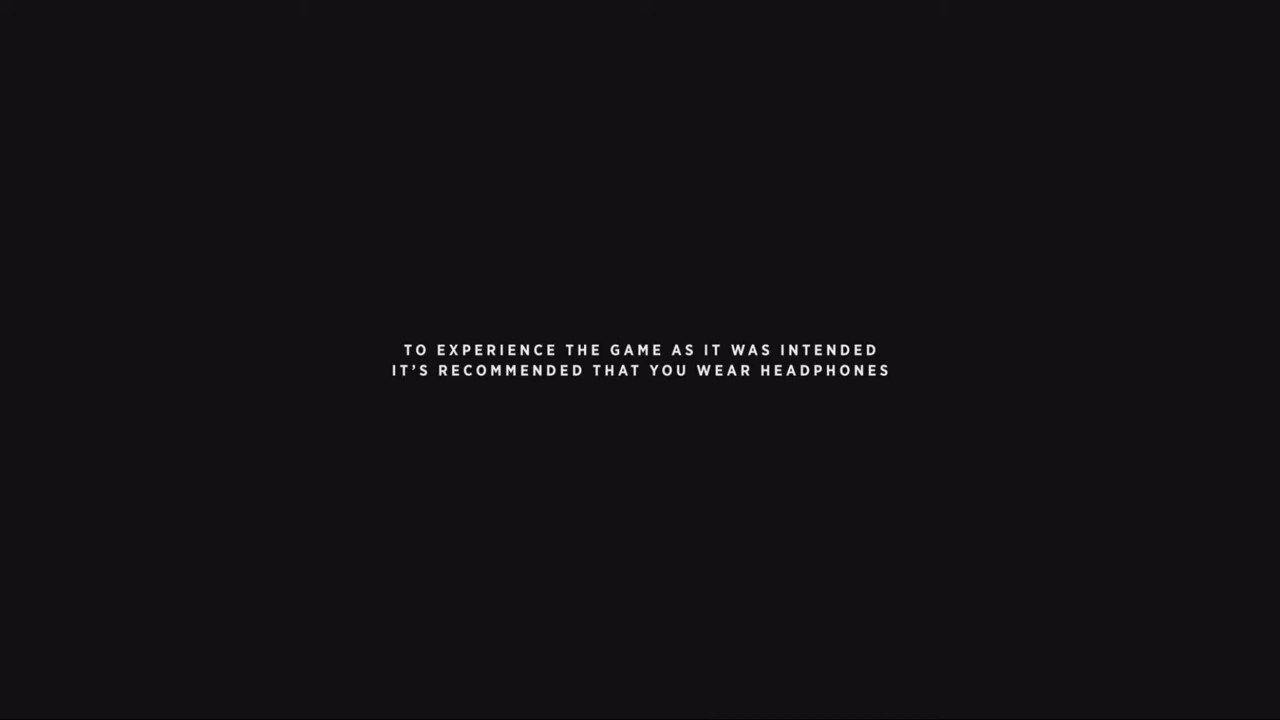 TO EXPERIENCE THE GAME AS IT WAS INTENDED
IT’S RECOMMENDED THAT YOU WEAR HEADPHONES